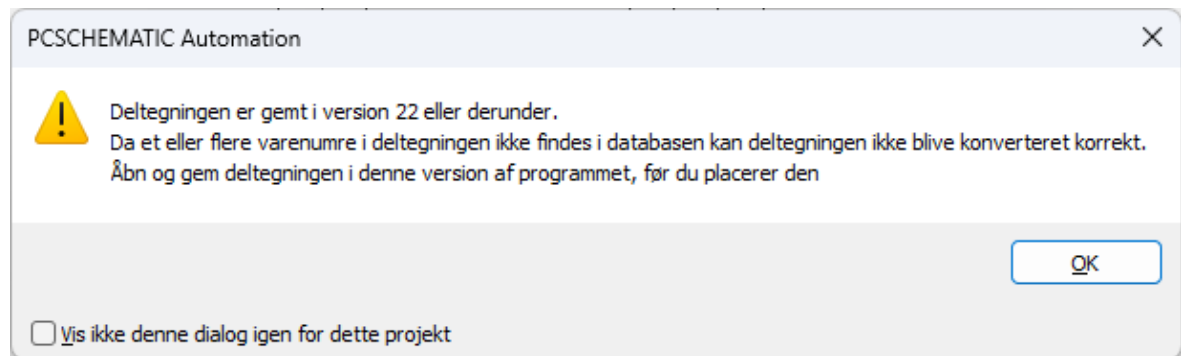 PCSCHEMATIC Automation
Deltegningen er gemt i version 22 eller derunder.
Da et eller flere varenumre i deltegningen ikke findes i databasen kan deltegningen ikke blive konverteret korrekt.
Åbn og gem deltegningen i denne version af programmet, før du placerer den
OK
Vis ikke denne dialog igen for dette projekt